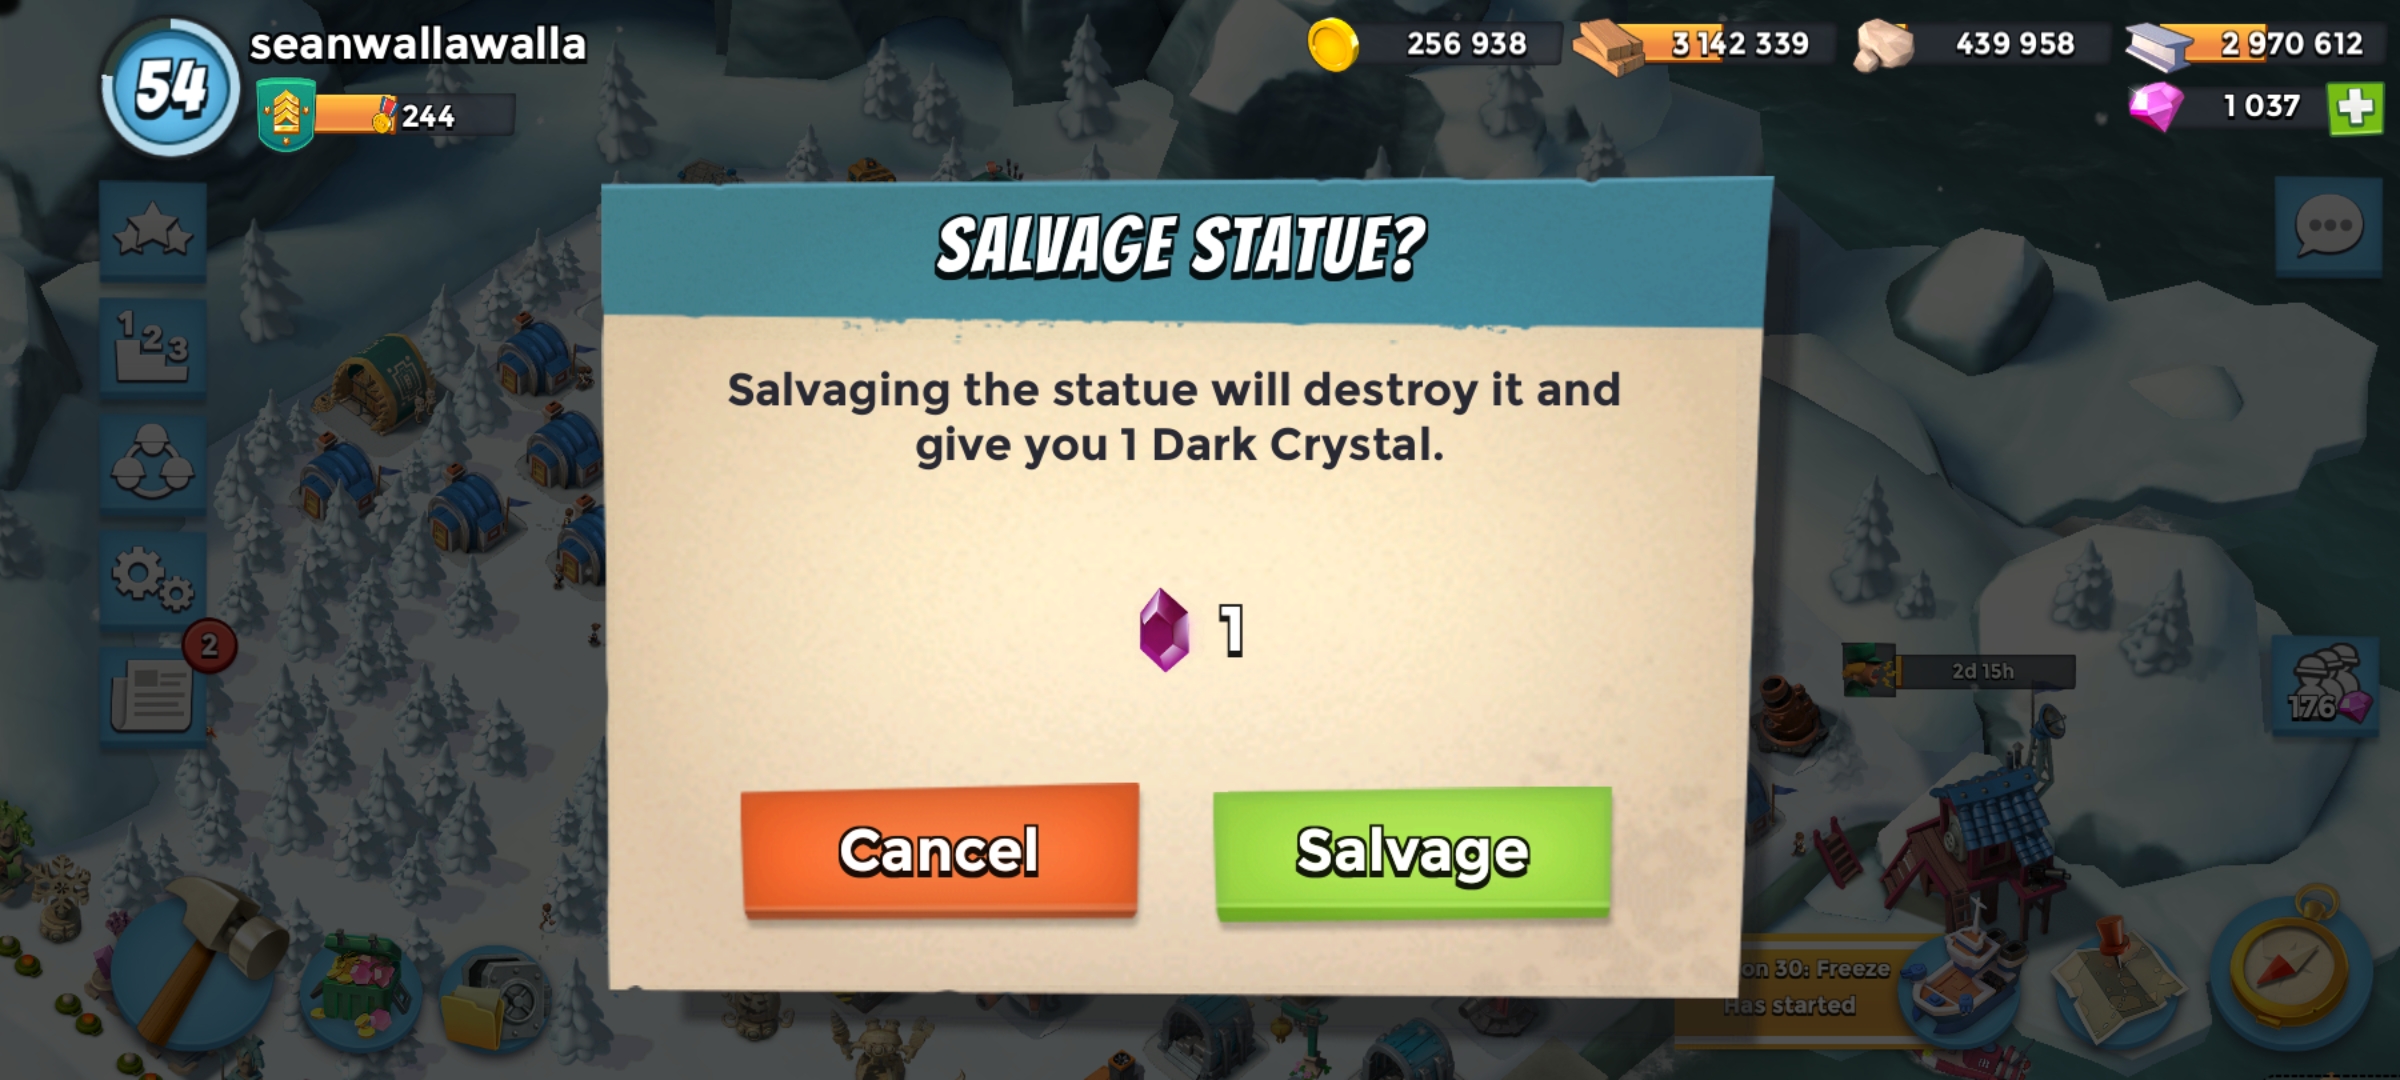 54
seanwallawalla
244
256 938
3 142 339
439 958
2 970 612
1 037
123
SALVAGE STATUE?
Salvaging the statue will destroy it and
give you 1 Dark Crystal.
1
2
2d 15h
176
Cancel
Salvage
on 30: Freeze
Has started